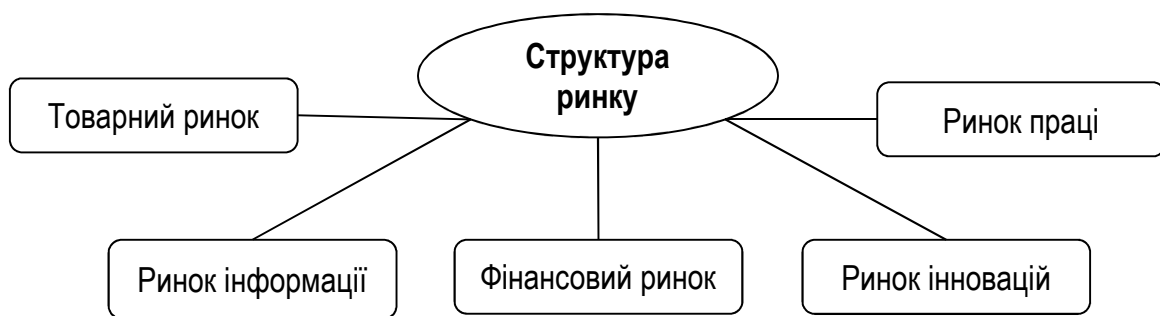 Структура
ринку
Товарний ринок
Ринок праці
Ринок інформації
Фінансовий ринок
Ринок інновацій